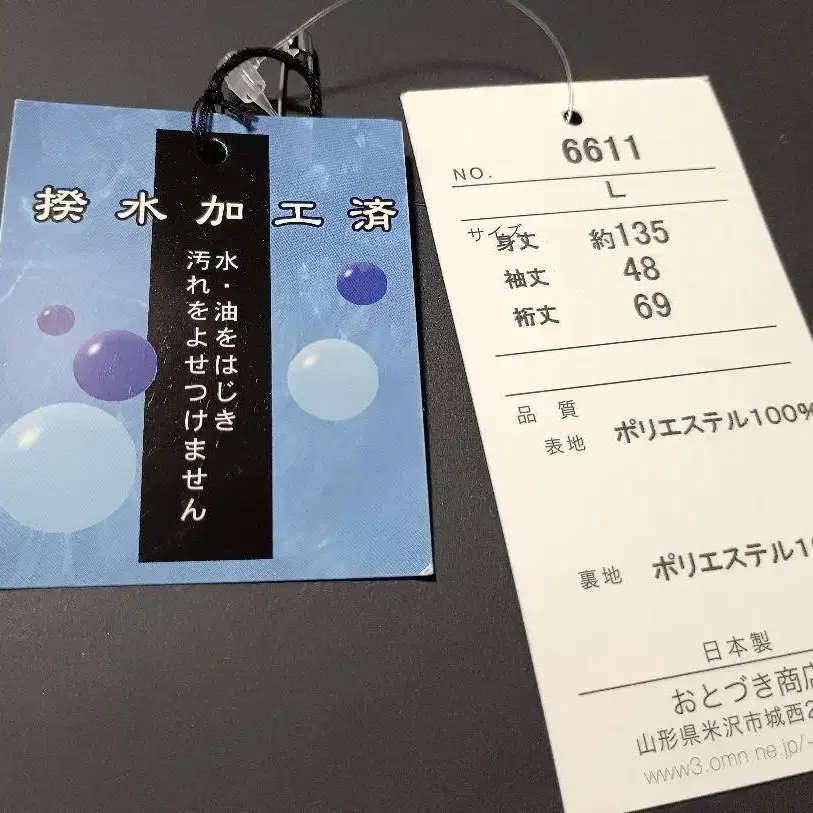 揆水加工済
水・油をはじき
汚れをよせつけません
NO. 6611
サイズ L
身丈 約135
袖丈 48
裄丈 69
品質
表地 ポリエステル100%
裏地 ポリエステル1
日本製
おとづき商店
山形県米沢市城西2
www3.omn.ne.jp/